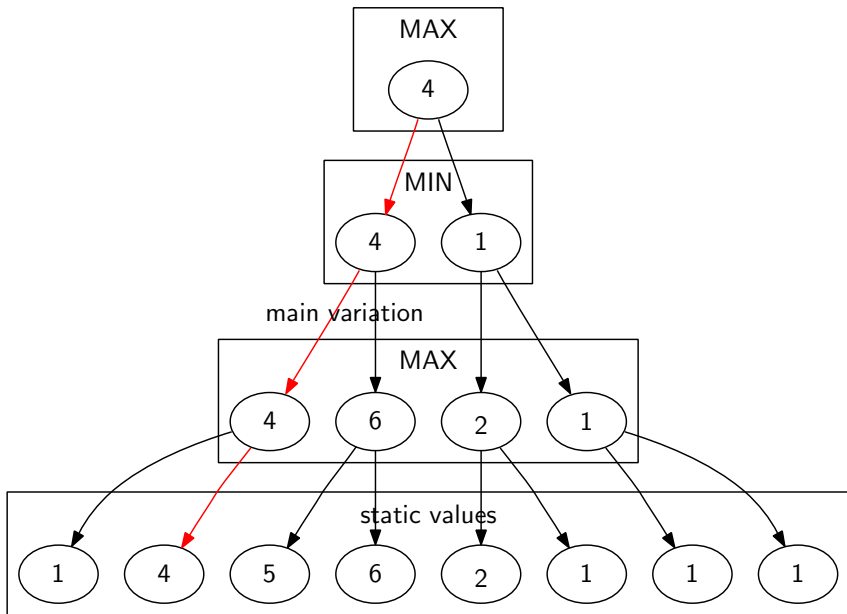 MAX
4
MIN
4 1
main variation
MAX
4 6 2 1
static values
1 4 5 6 2 1 1 1